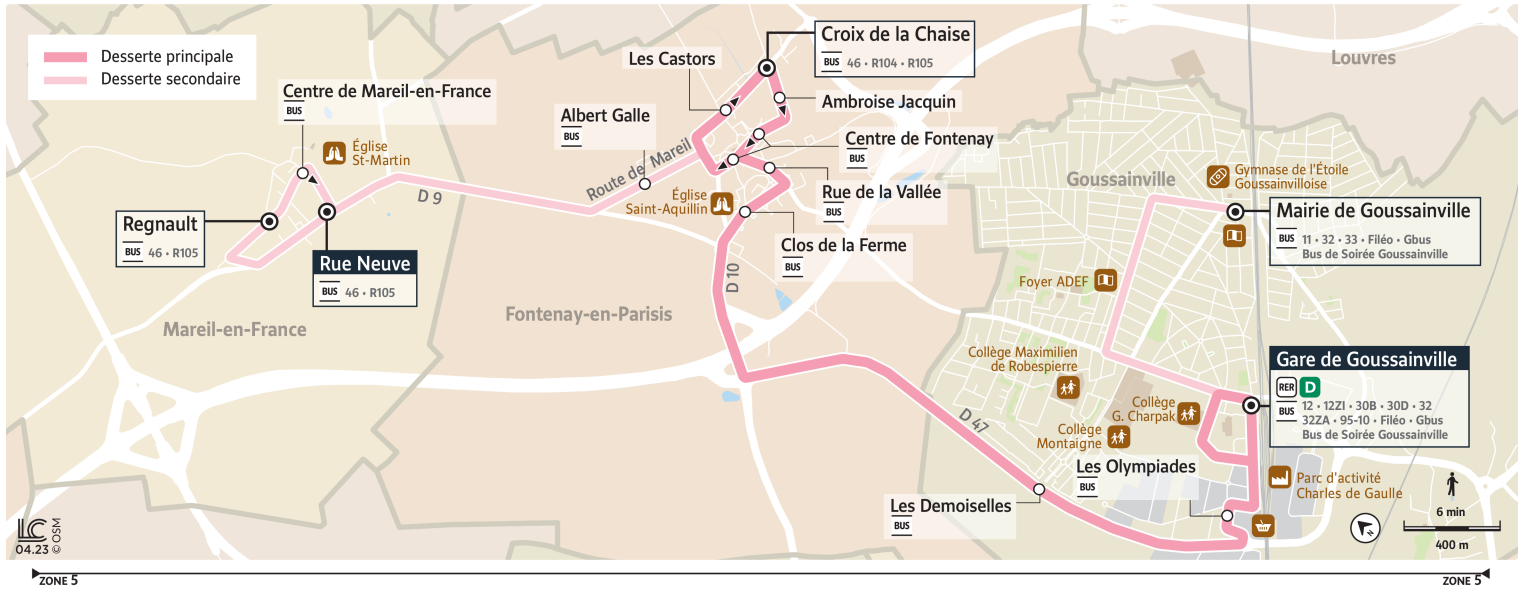 Desserte principale
Desserte secondaire
Centre de Mareil-en-France
BUS
Église
St-Martin
Regnault
BUS 46 • R105
Rue Neuve
BUS 46 • R105
Mareil-en-France
D 9
Albert Galle
BUS
Route de Mareil
Les Castors
Croix de la Chaise
BUS 46 • R104 • R105
Ambroise Jacquin
Centre de Fontenay
BUS
Rue de la Vallée
BUS
Église
Saint-Aquillin
Clos de la Ferme
BUS
D 10
Fontenay-en-Parisis
Louvres
Goussainville
Gymnase de l'Étoile
Goussainvilloise
Mairie de Goussainville
BUS 11 • 32 • 33 • Filéo • Gbus
Bus de Soirée Goussainville
Foyer ADEF
Collège Maximilien
de Robespierre
Collège
G. Charpak
Collège
Montaigne
Gare de Goussainville
RER D
BUS 12 • 12ZI • 30B • 30D • 32
32ZA • 95-10 • Filéo • Gbus
Bus de Soirée Goussainville
D 47
Les Olympiades
BUS
Les Demoiselles
BUS
Parc d'activité
Charles de Gaulle
6 min
400 m
LC
04.23 © OSM
ZONE 5
ZONE 5